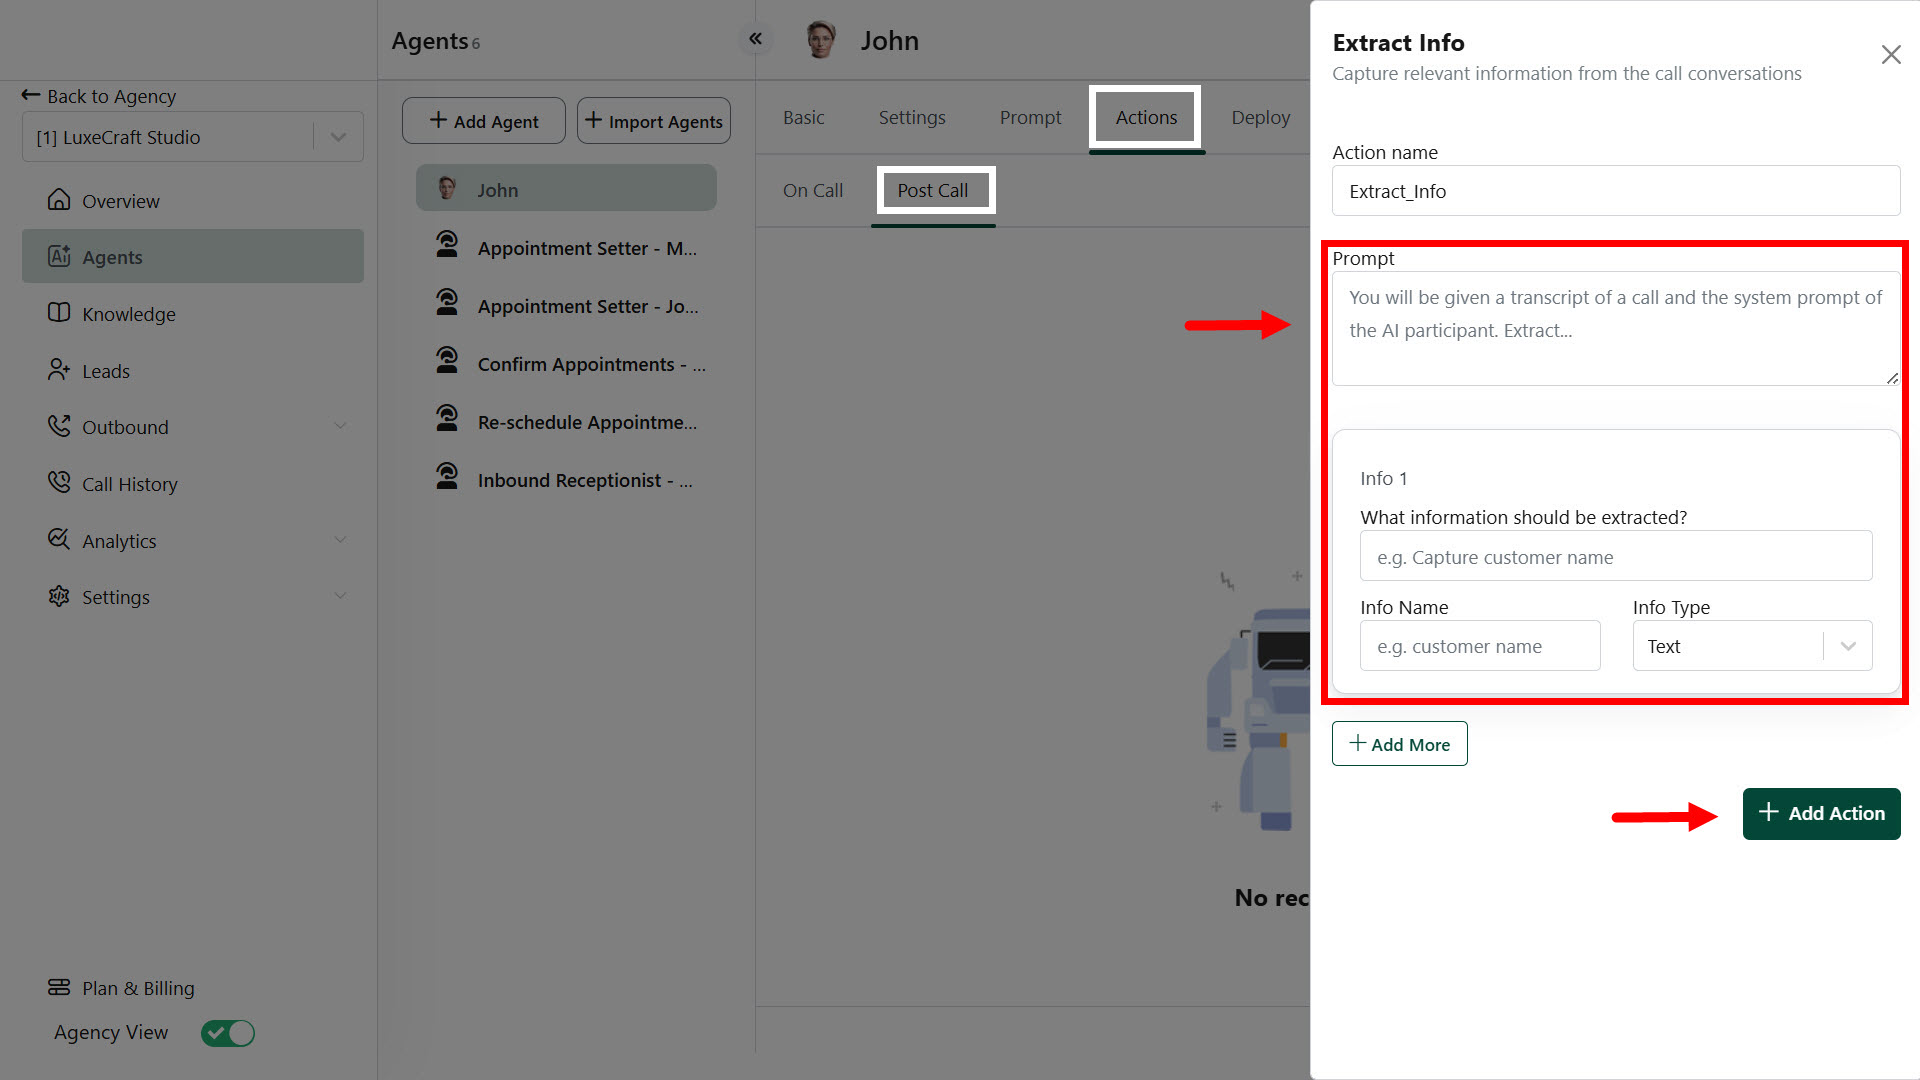 Back to Agency
[1] LuxeCraft Studio
Overview
Agents
Knowledge
Leads
Outbound
Call History
Analytics
Settings
Plan & Billing
Agency View
Agents 6
Add Agent
Import Agents
John
Appointment Setter - M...
Appointment Setter - Jo...
Confirm Appointments - ...
Re-schedule Appointme...
Inbound Receptionist - ...
John
Basic
Settings
Prompt
Actions
Deploy
On Call
Post Call
No rec
Extract Info
Capture relevant information from the call conversations
Action name
Extract_Info
Prompt
You will be given a transcript of a call and the system prompt of
the AI participant. Extract...
Info 1
What information should be extracted?
e.g. Capture customer name
Info Name
Info Type
e.g. customer name
Text
Add More
Add Action